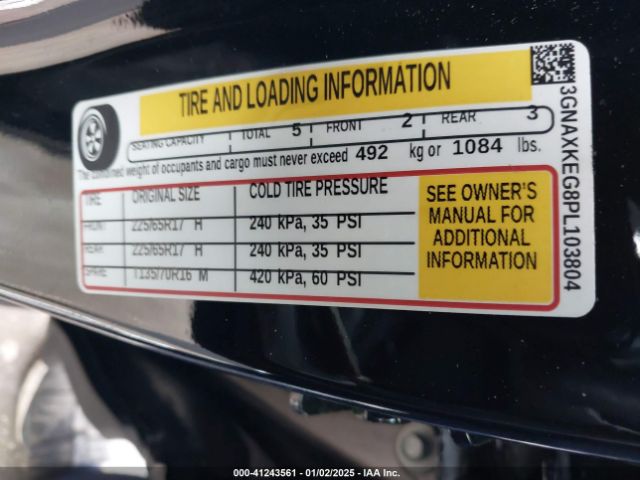 TIRE AND LOADING INFORMATION
SEATING CAPACITY TOTAL 5 FRONT 2 REAR 3
The combined weight of occupants and cargo must never exceed 492 kg or 1084 lbs.
TIRE ORIGINAL SIZE COLD TIRE PRESSURE
FRONT 225/65R17 H 240 kPa, 35 PSI
REAR 225/65R17 H 240 kPa, 35 PSI
SPARE T135/70R16 M 420 kPa, 60 PSI
SEE OWNER'S
MANUAL FOR
ADDITIONAL
INFORMATION
3GNAXKEG8PL103804
000-41243561 | 01/02/2025 | IAA Inc.